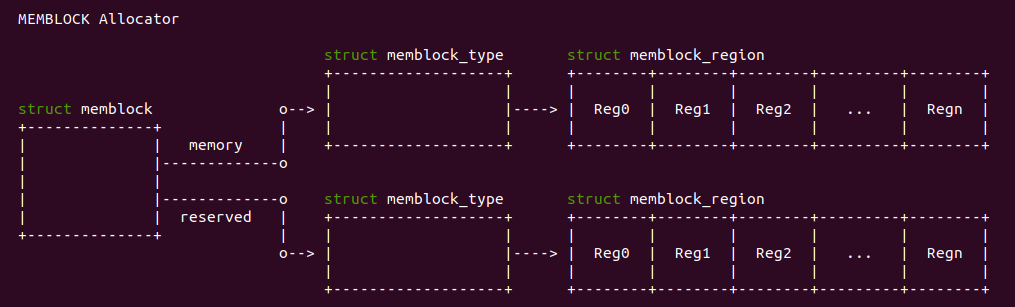 MEMBLOCK Allocator
struct memblock_type struct memblock_region
struct memblock o--> ----> Reg0 Reg1 Reg2 ... Regn
memory
o
o
struct memblock_type struct memblock_region
reserved
o--> ----> Reg0 Reg1 Reg2 ... Regn